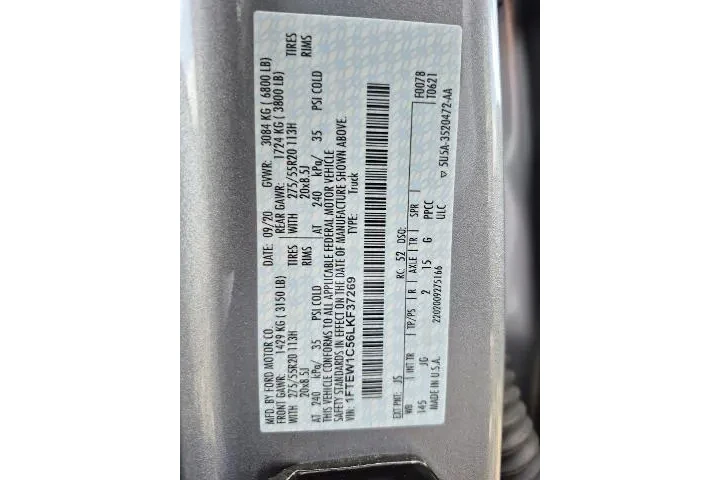 MFD. BY FORD MOTOR CO. DATE: 09/20 GVWR: 3084 KG ( 6800 LB)
FRONT GAWR: 1429 KG ( 3150 LB) REAR GAWR: 1724 KG ( 3800 LB)
WITH 275/55R20 113H TIRES WITH 275/55R20 113H TIRES
20x8.5J RIMS 20x8.5J RIMS
AT 240 kPa/ 35 PSI COLD AT 240 kPa/ 35 PSI COLD
THIS VEHICLE CONFORMS TO ALL APPLICABLE FEDERAL MOTOR VEHICLE
SAFETY STANDARDS IN EFFECT ON THE DATE OF MANUFACTURE SHOWN ABOVE.
VIN: 1FTEW1C56LKF37269 TYPE: Truck
EXT PNT: JS RC: 52 DSO: F0078
WB INT TR TP/PS R AXLE TR SPR T0621
145 JG 2 15 G PPCC
MADE IN U.S.A. 2202009275166 ULC ▽ 5U5A-3520472-AA